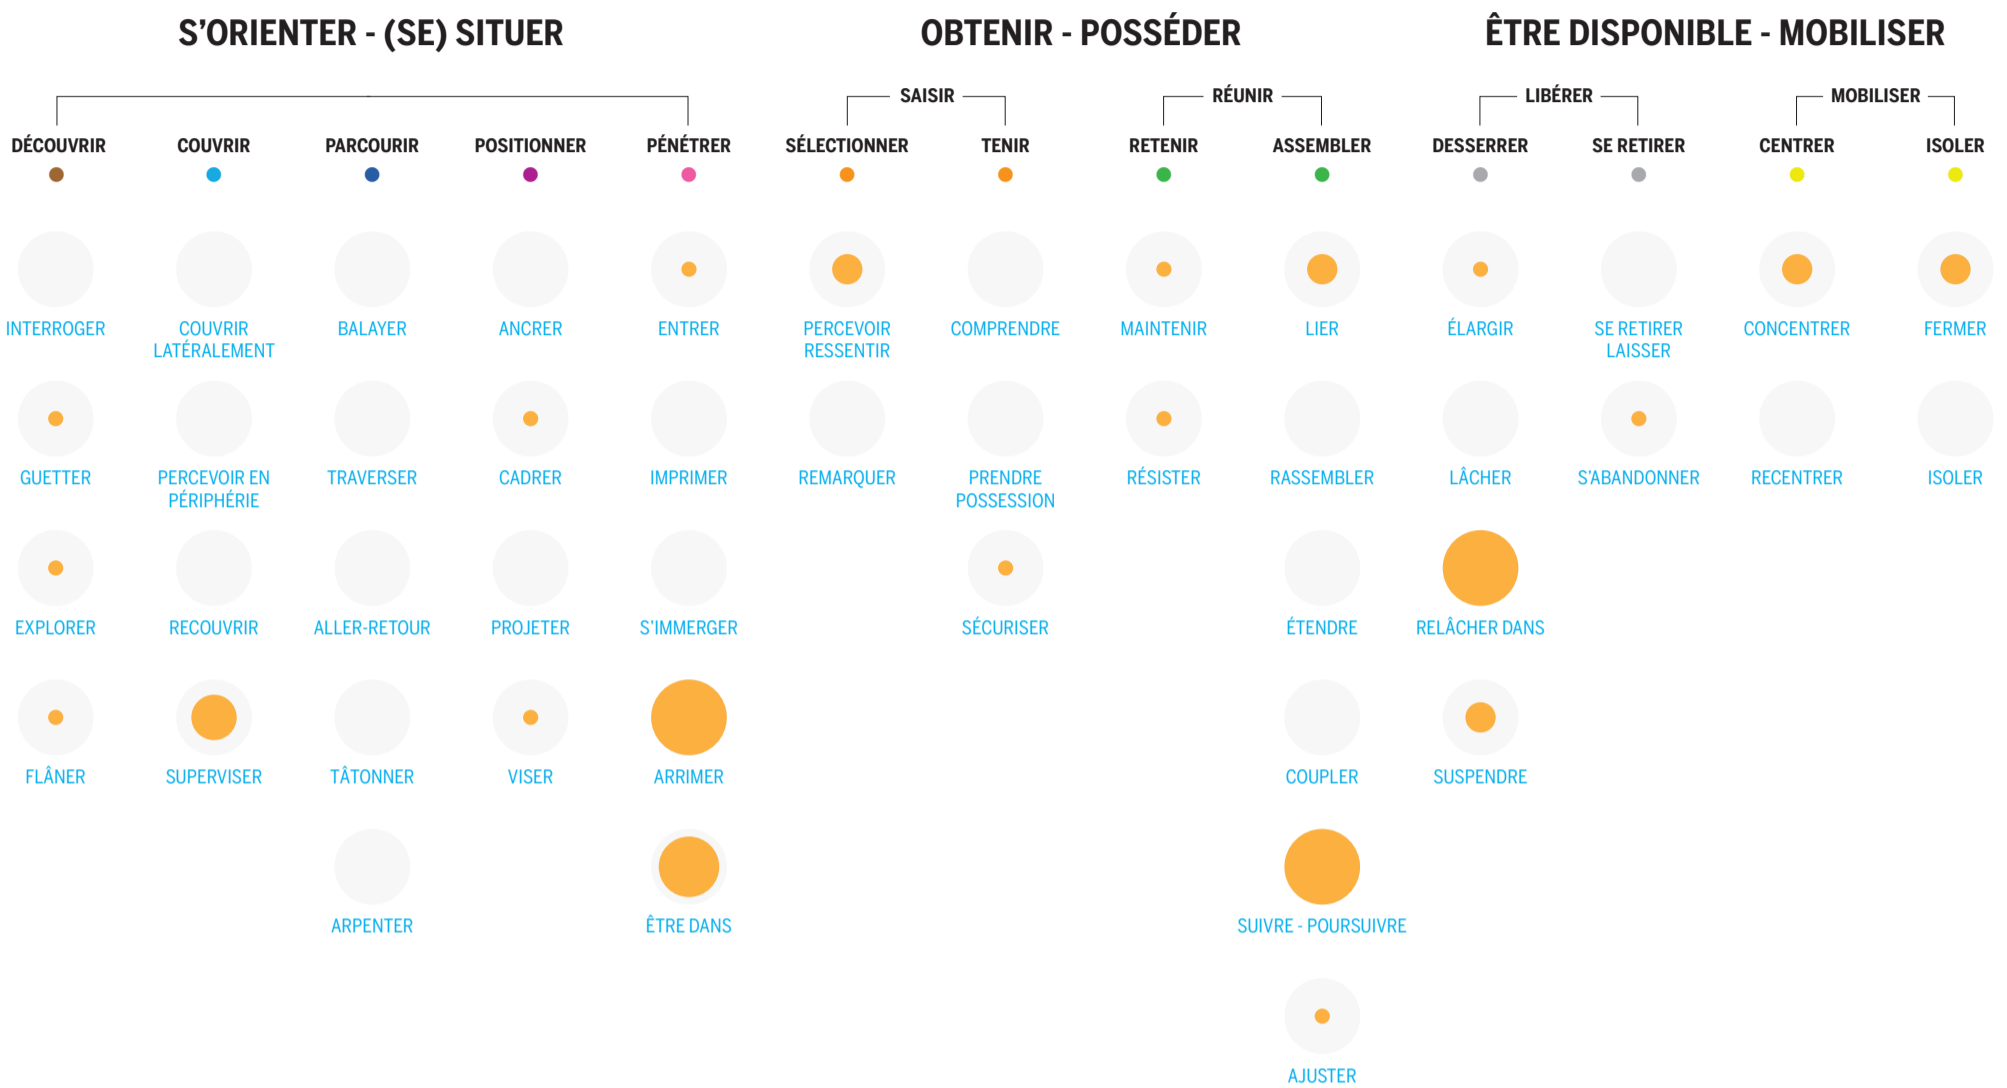 S’ORIENTER - (SE) SITUER
OBTENIR - POSSÉDER
ÊTRE DISPONIBLE - MOBILISER
SAISIR
RÉUNIR
LIBÉRER
MOBILISER
DÉCOUVRIR
COUVRIR
PARCOURIR
POSITIONNER
PÉNÉTRER
SÉLECTIONNER
TENIR
RETENIR
ASSEMBLER
DESSERRER
SE RETIRER
CENTRER
ISOLER
INTERROGER
COUVRIR
LATÉRALEMENT
BALAYER
ANCRER
ENTRER
PERCEVOIR
RESSENTIR
COMPRENDRE
MAINTENIR
LIER
ÉLARGIR
SE RETIRER
LAISSER
CONCENTRER
FERMER
GUETTER
PERCEVOIR EN
PÉRIPHÉRIE
TRAVERSER
CADRER
IMPRIMER
REMARQUER
PRENDRE
POSSESSION
RÉSISTER
RASSEMBLER
LÂCHER
S’ABANDONNER
RECENTRER
ISOLER
EXPLORER
RECOUVRIR
ALLER-RETOUR
PROJETER
S’IMMERGER
SÉCURISER
ÉTENDRE
RELÂCHER DANS
FLÂNER
SUPERVISER
TÂTONNER
VISER
ARRIMER
COUPLER
SUSPENDRE
ARPENTER
ÊTRE DANS
SUIVRE - POURSUIVRE
AJUSTER